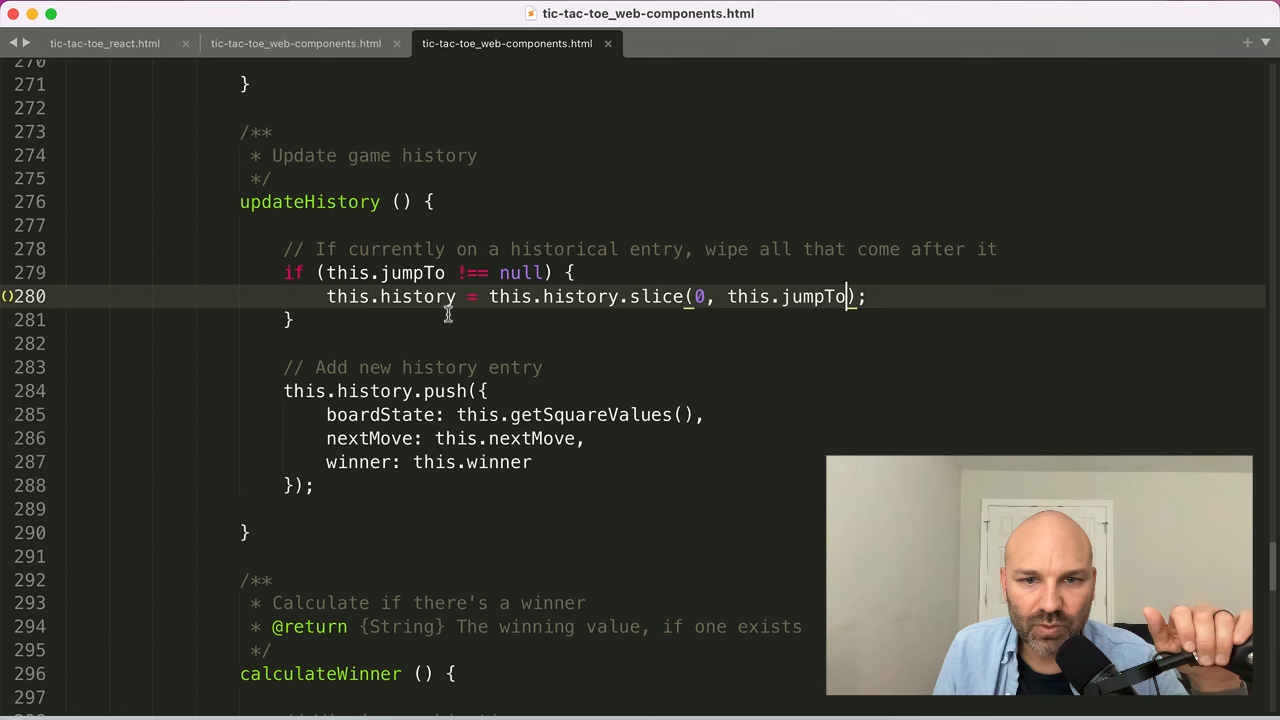 tic-tac-toe_web-components.html
tic-tac-toe_react.html × tic-tac-toe_web-components.html × tic-tac-toe_web-components.html ×
270
271 }
272
273 /**
274 * Update game history
275 */
276 updateHistory () {
277
278 // If currently on a historical entry, wipe all that come after it
279 if (this.jumpTo !== null) {
280 this.history = this.history.slice(0, this.jumpTo);
281 }
282
283 // Add new history entry
284 this.history.push({
285 boardState: this.getSquareValues(),
286 nextMove: this.nextMove,
287 winner: this.winner
288 });
289
290 }
291
292 /**
293 * Calculate if there's a winner
294 * @return {String} The winning value, if one exists
295 */
296 calculateWinner () {
297